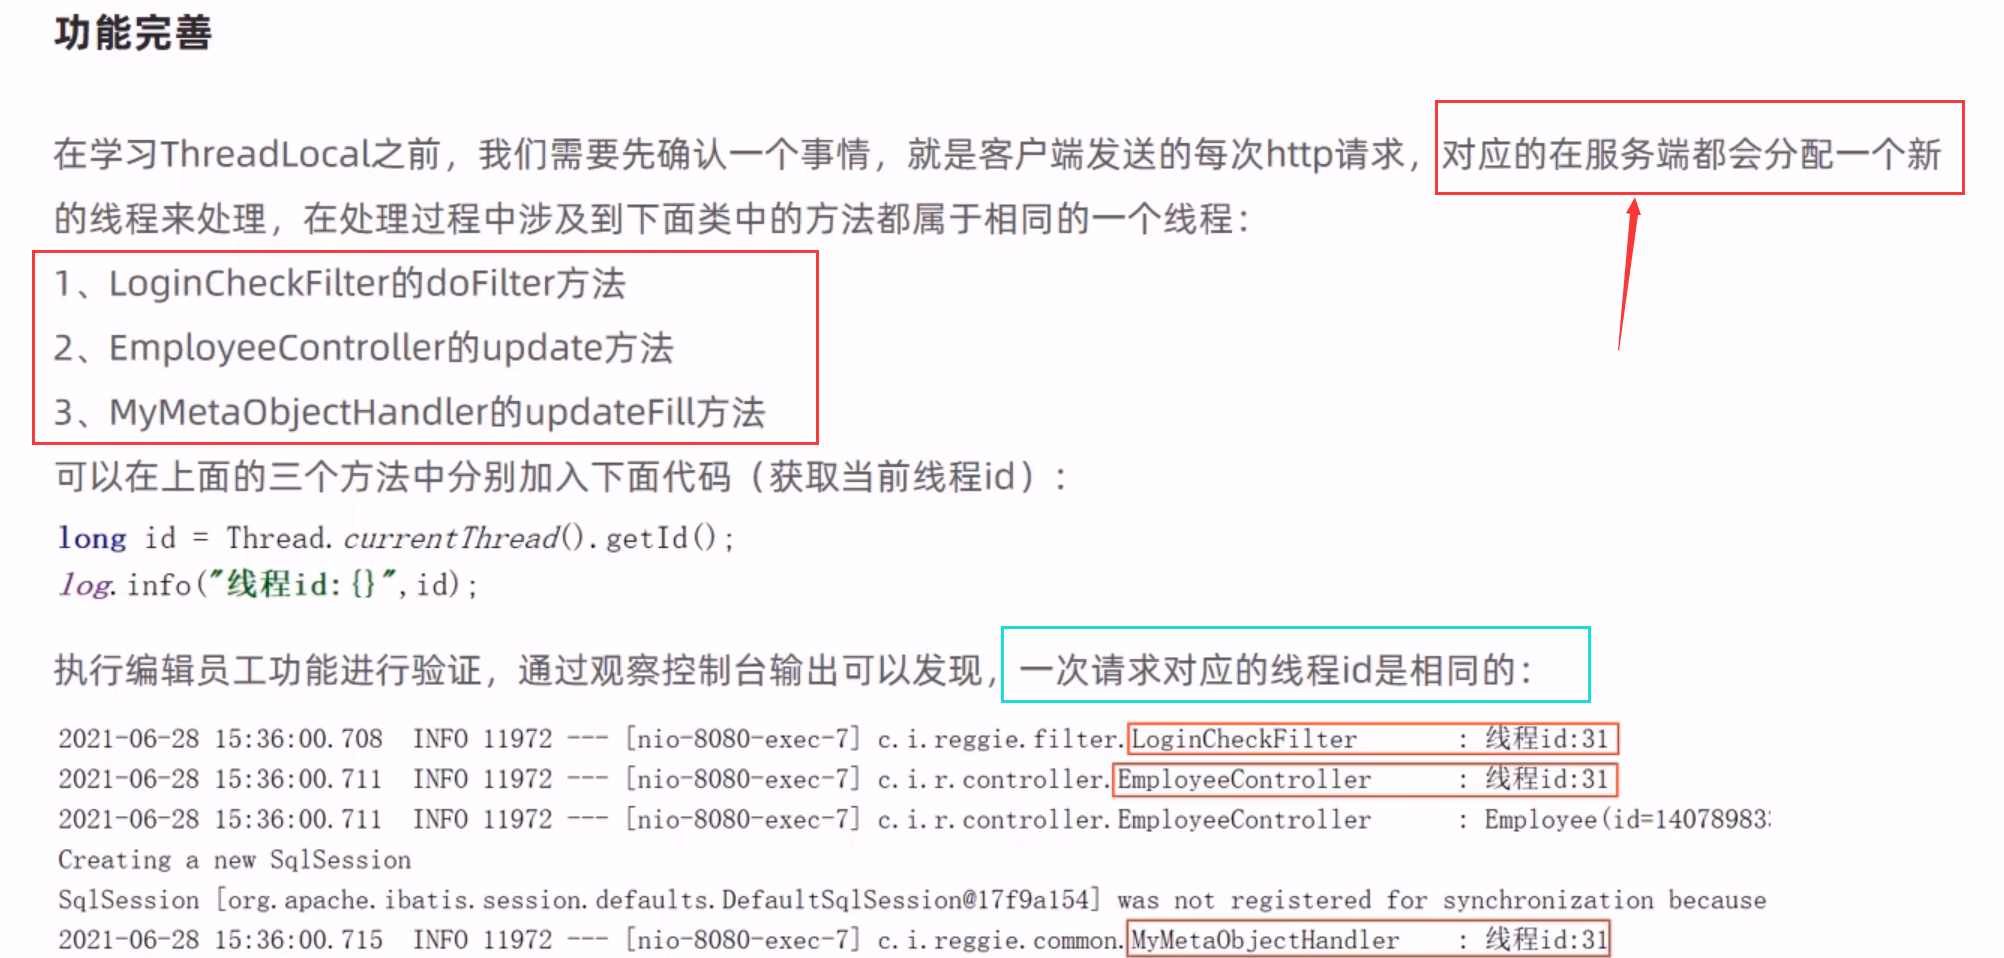 功能完善
在学习ThreadLocal之前，我们需要先确认一个事情，就是客户端发送的每次http请求，对应的在服务端都会分配一个新
的线程来处理，在处理过程中涉及到下面类中的方法都属于相同的一个线程：
1、LoginCheckFilter的doFilter方法
2、EmployeeController的update方法
3、MyMetaObjectHandler的updateFill方法
可以在上面的三个方法中分别加入下面代码（获取当前线程id）：
long id = Thread.currentThread().getId();
log.info("线程id:{}",id);
执行编辑员工功能进行验证，通过观察控制台输出可以发现，一次请求对应的线程id是相同的：
2021-06-28 15:36:00.708  INFO 11972 --- [nio-8080-exec-7] c.i.reggie.filter.LoginCheckFilter       : 线程id:31
2021-06-28 15:36:00.711  INFO 11972 --- [nio-8080-exec-7] c.i.r.controller.EmployeeController      : 线程id:31
2021-06-28 15:36:00.711  INFO 11972 --- [nio-8080-exec-7] c.i.r.controller.EmployeeController      : Employee(id=14078983
Creating a new SqlSession
SqlSession [org.apache.ibatis.session.defaults.DefaultSqlSession@17f9a154] was not registered for synchronization because
2021-06-28 15:36:00.715  INFO 11972 --- [nio-8080-exec-7] c.i.reggie.common.MyMetaObjectHandler    : 线程id:31